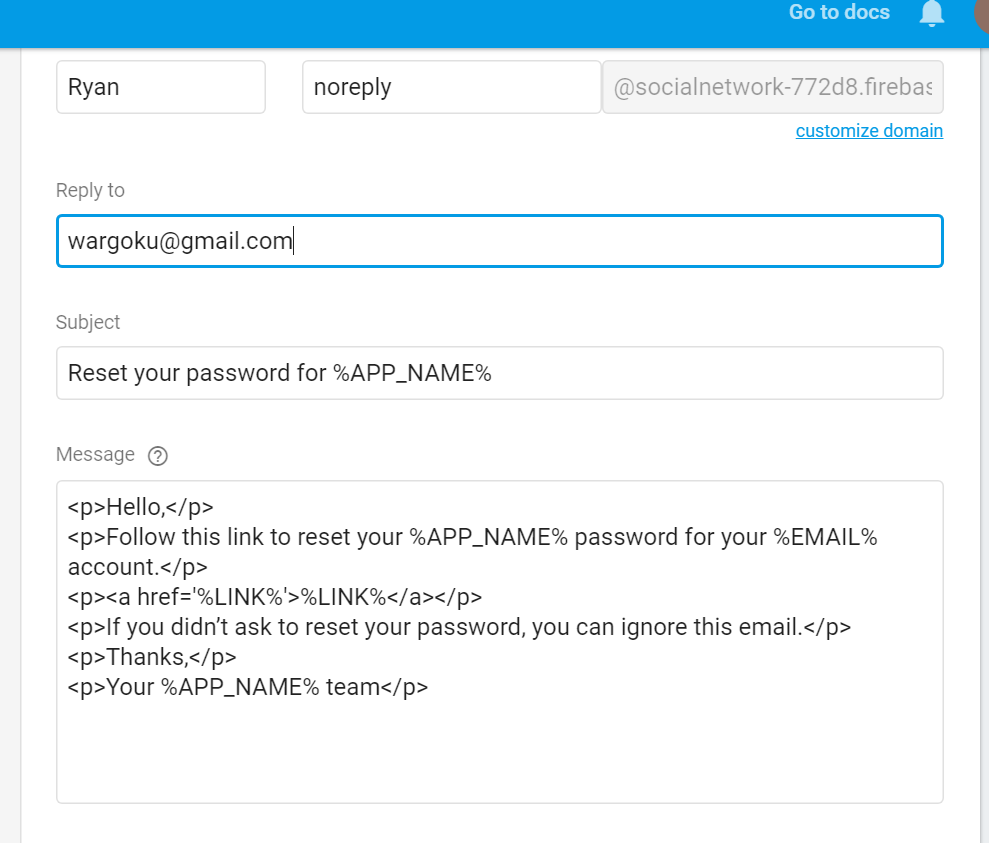 Go to docs
Ryan noreply @socialnetwork-772d8.firebas
customize domain
Reply to
wargoku@gmail.com
Subject
Reset your password for %APP_NAME%
Message ?
<p>Hello,</p>
<p>Follow this link to reset your %APP_NAME% password for your %EMAIL%
account.</p>
<p><a href='%LINK%'>%LINK%</a></p>
<p>If you didn’t ask to reset your password, you can ignore this email.</p>
<p>Thanks,</p>
<p>Your %APP_NAME% team</p>